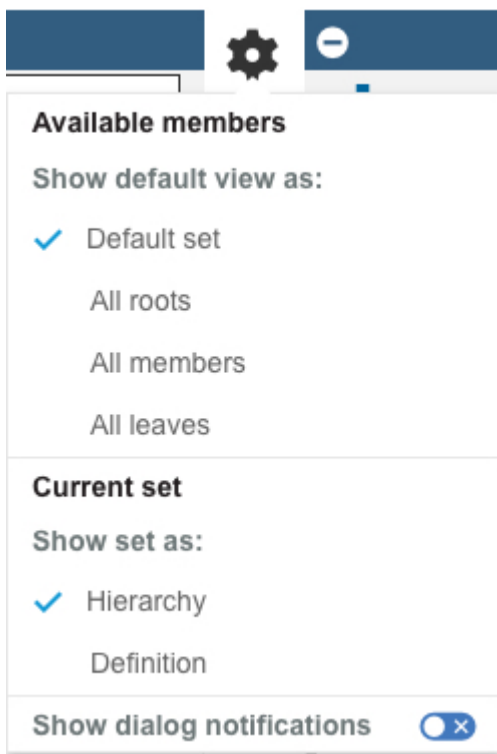 Available members
Show default view as:
Default set
All roots
All members
All leaves
Current set
Show set as:
Hierarchy
Definition
Show dialog notifications